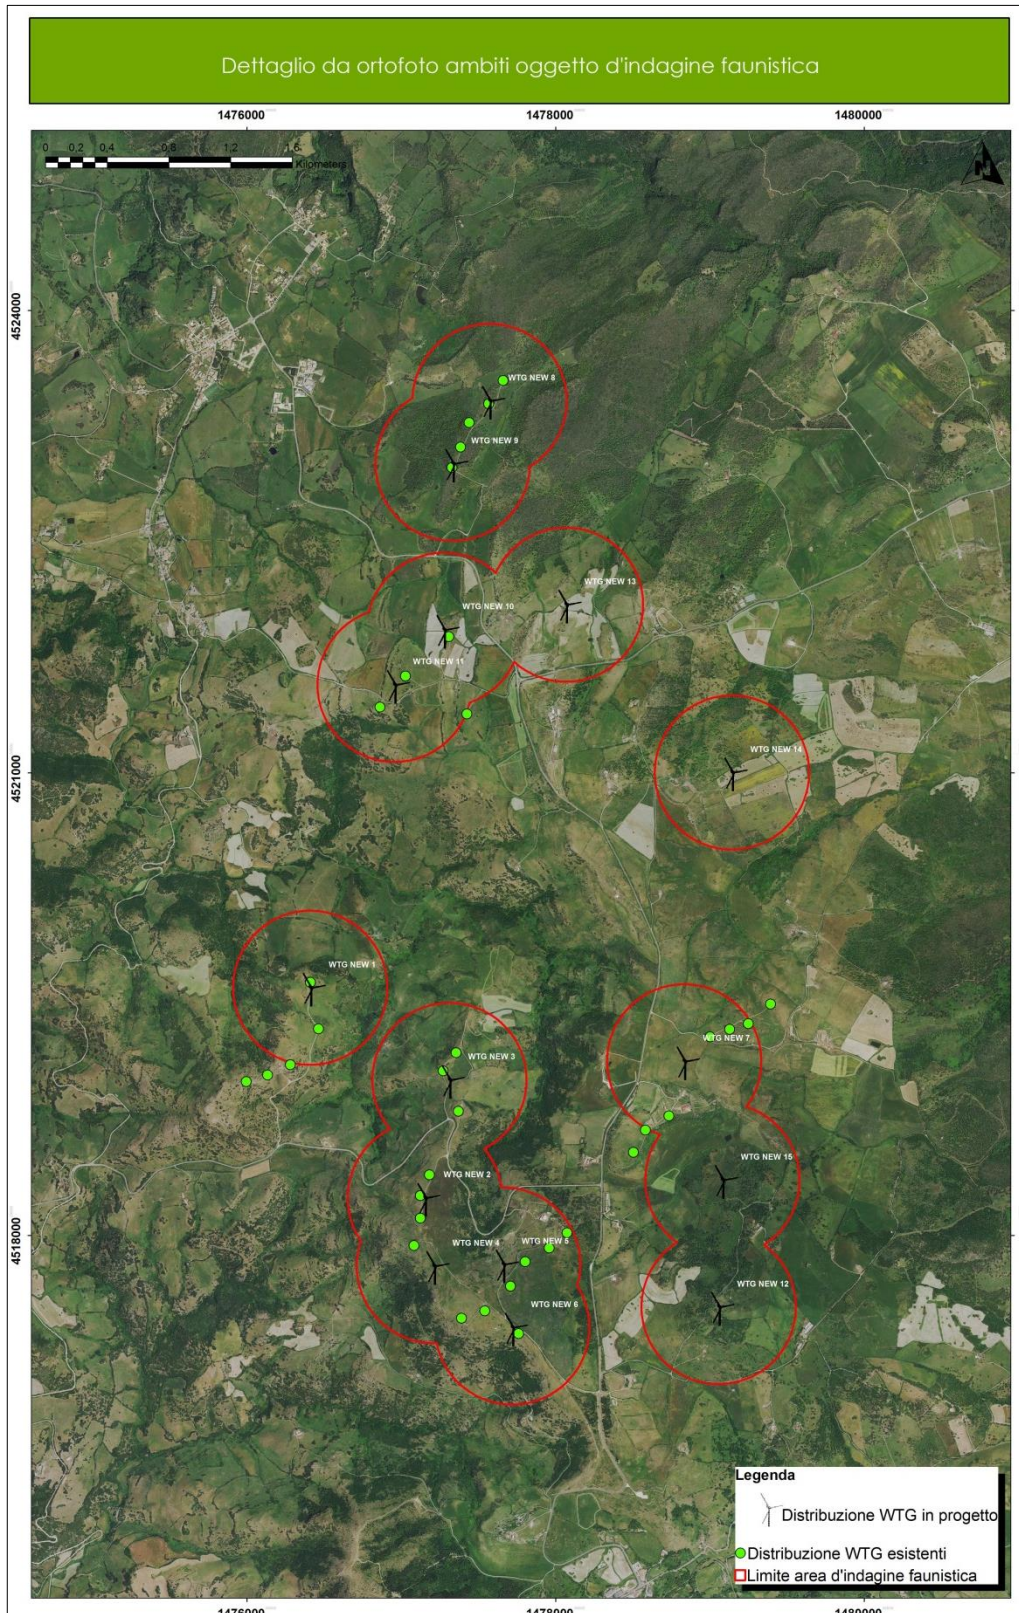 Dettaglio da ortofoto ambiti oggetto d'indagine faunistica
1476000 1478000 1480000
0 0,2 0,4 0,8 1,2 1,6
Kilometers
N
4524000
WTG NEW 8
WTG NEW 9
WTG NEW 13
WTG NEW 10
WTG NEW 11
WTG NEW 14
4521000
WTG NEW 1
WTG NEW 7
WTG NEW 3
WTG NEW 15
WTG NEW 2
4518000
WTG NEW 4
WTG NEW 5
WTG NEW 12
WTG NEW 6
Legenda
Distribuzione WTG in progetto
Distribuzione WTG esistenti
Limite area d'indagine faunistica
1476000 1478000 1480000